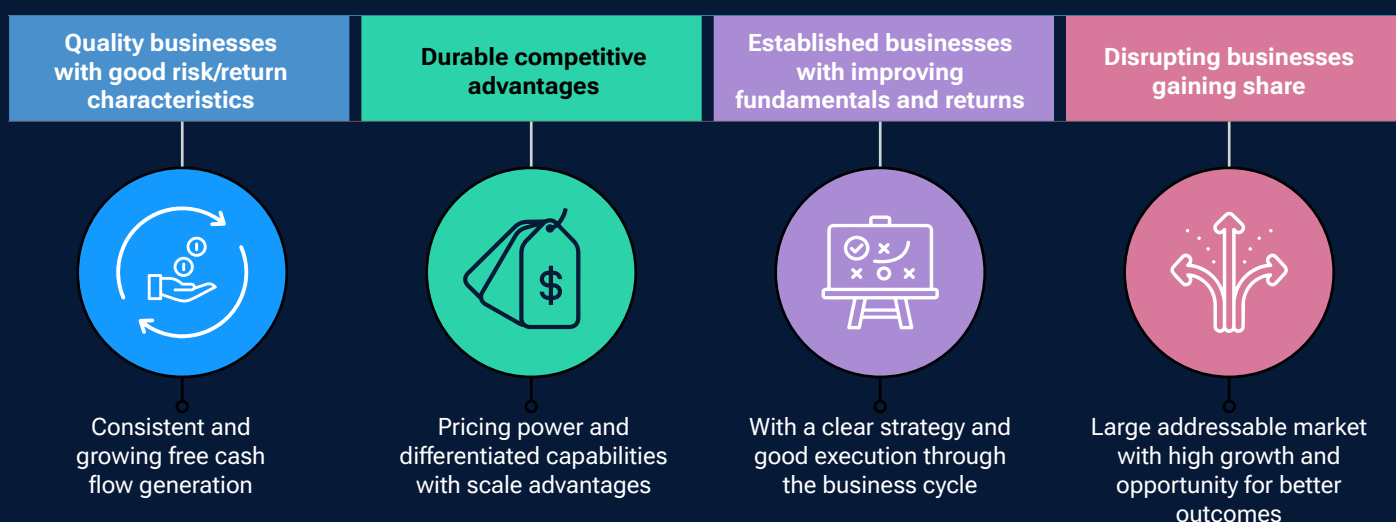 Quality businesses
with good risk/return
characteristics
Durable competitive
advantages
Established businesses
with improving
fundamentals and returns
Disrupting businesses
gaining share
$
Consistent and
growing free cash
flow generation
Pricing power and
differentiated capabilities
with scale advantages
With a clear strategy and
good execution through
the business cycle
Large addressable market
with high growth and
opportunity for better
outcomes